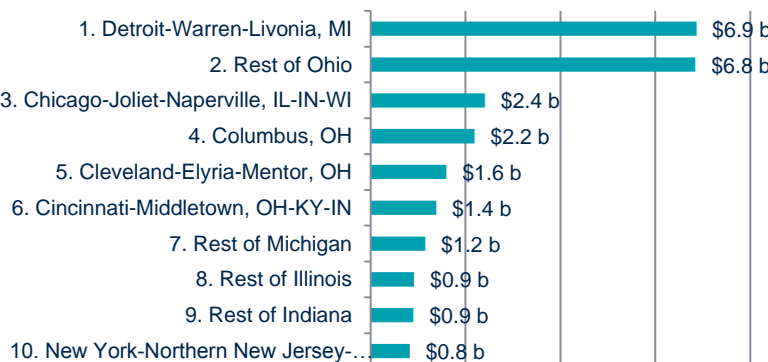 1. Detroit-Warren-Livonia, MI $6.9 b
2. Rest of Ohio $6.8 b
3. Chicago-Joliet-Naperville, IL-IN-WI $2.4 b
4. Columbus, OH $2.2 b
5. Cleveland-Elyria-Mentor, OH $1.6 b
6. Cincinnati-Middletown, OH-KY-IN $1.4 b
7. Rest of Michigan $1.2 b
8. Rest of Illinois $0.9 b
9. Rest of Indiana $0.9 b
10. New York-Northern New Jersey-... $0.8 b